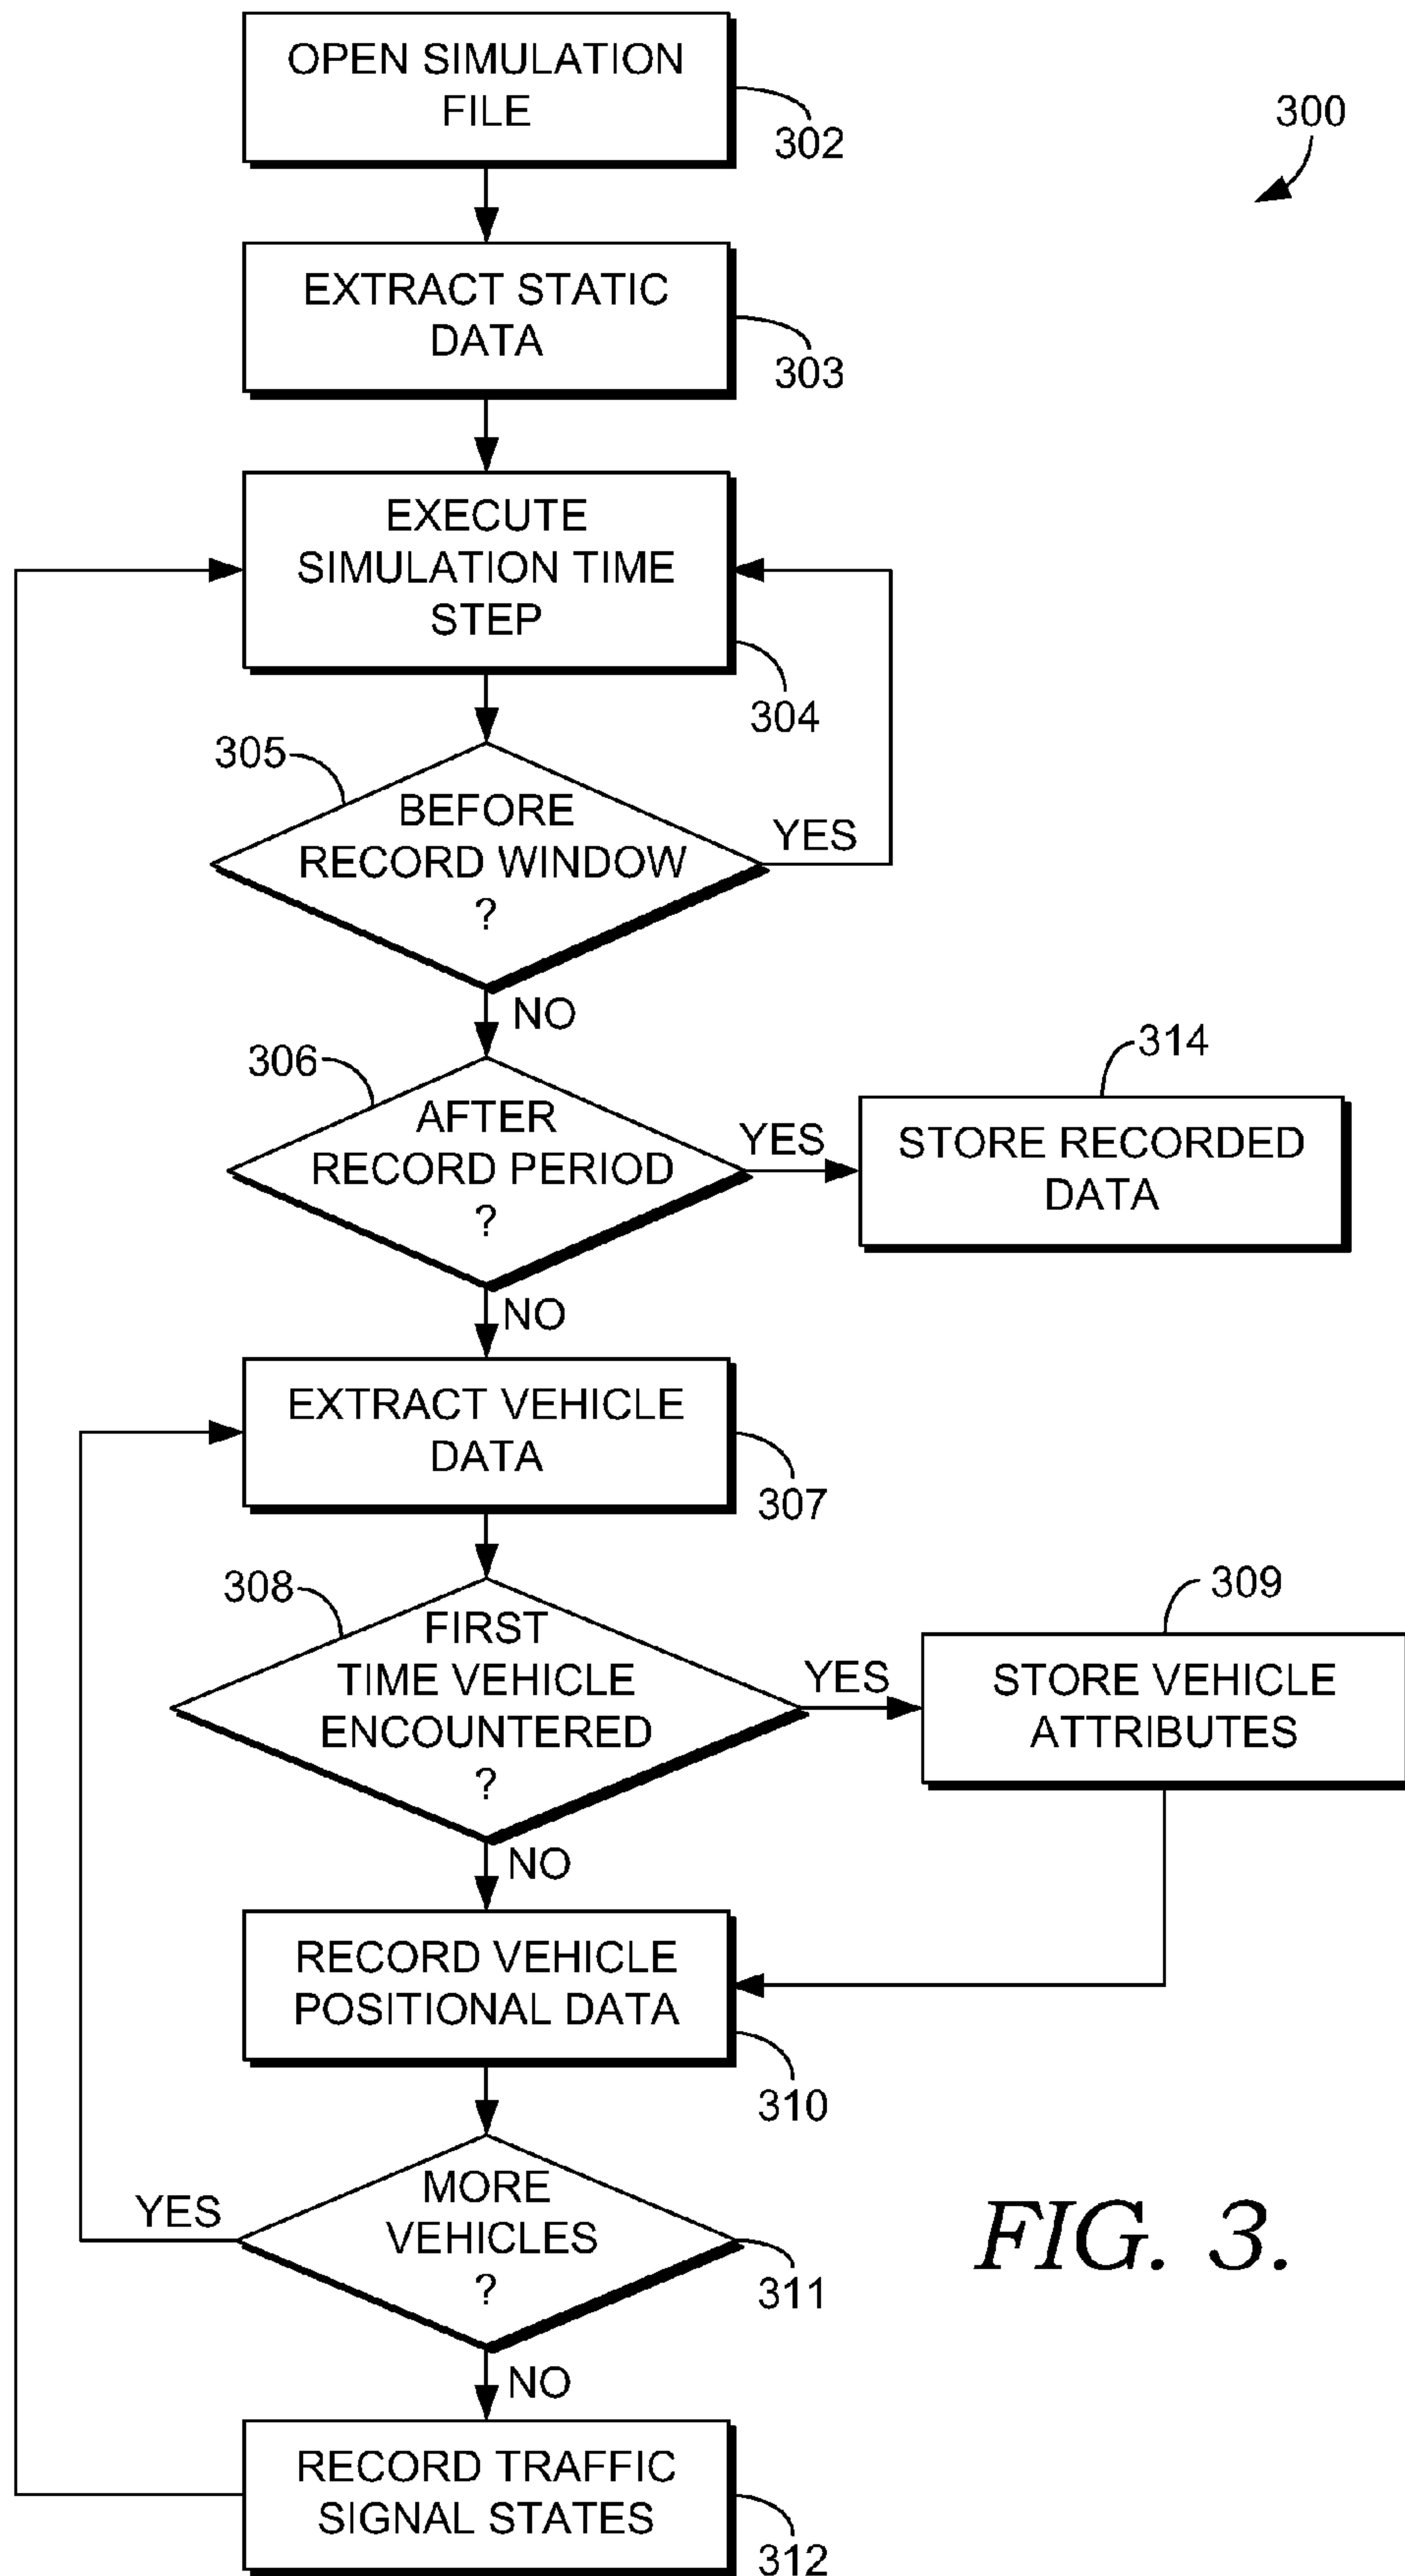 OPEN SIMULATION
FILE
302
300
EXTRACT STATIC
DATA
303
EXECUTE
SIMULATION TIME
STEP
304
305
BEFORE
RECORD WINDOW
?
YES
NO
306
AFTER
RECORD PERIOD
?
YES
314
STORE RECORDED
DATA
NO
EXTRACT VEHICLE
DATA
307
308
FIRST
TIME VEHICLE
ENCOUNTERED
?
YES
309
STORE VEHICLE
ATTRIBUTES
NO
RECORD VEHICLE
POSITIONAL DATA
310
MORE
VEHICLES
?
YES
311
NO
RECORD TRAFFIC
SIGNAL STATES
312
FIG. 3.